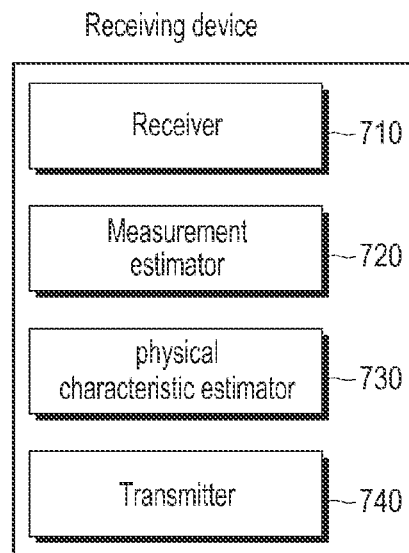 Receiving device
Receiver
710
Measurement
estimator
720
physical
characteristic estimator
730
Transmitter
740